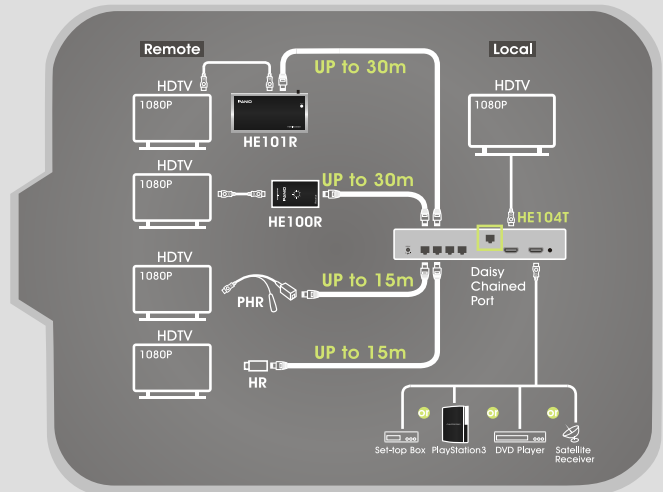 Remote
Local
UP to 30m
HDTV
1080P
HDTV
1080P
PANIO
HE101R
HDTV
1080P
UP to 30m
PANIO
HE100R
HE104T
HDTV
1080P
UP to 15m
PHR
Daisy
Chained
Port
HDTV
1080P
UP to 15m
HR
or
or
or
Set-top Box
PlayStation3
DVD Player
Satellite
Receiver